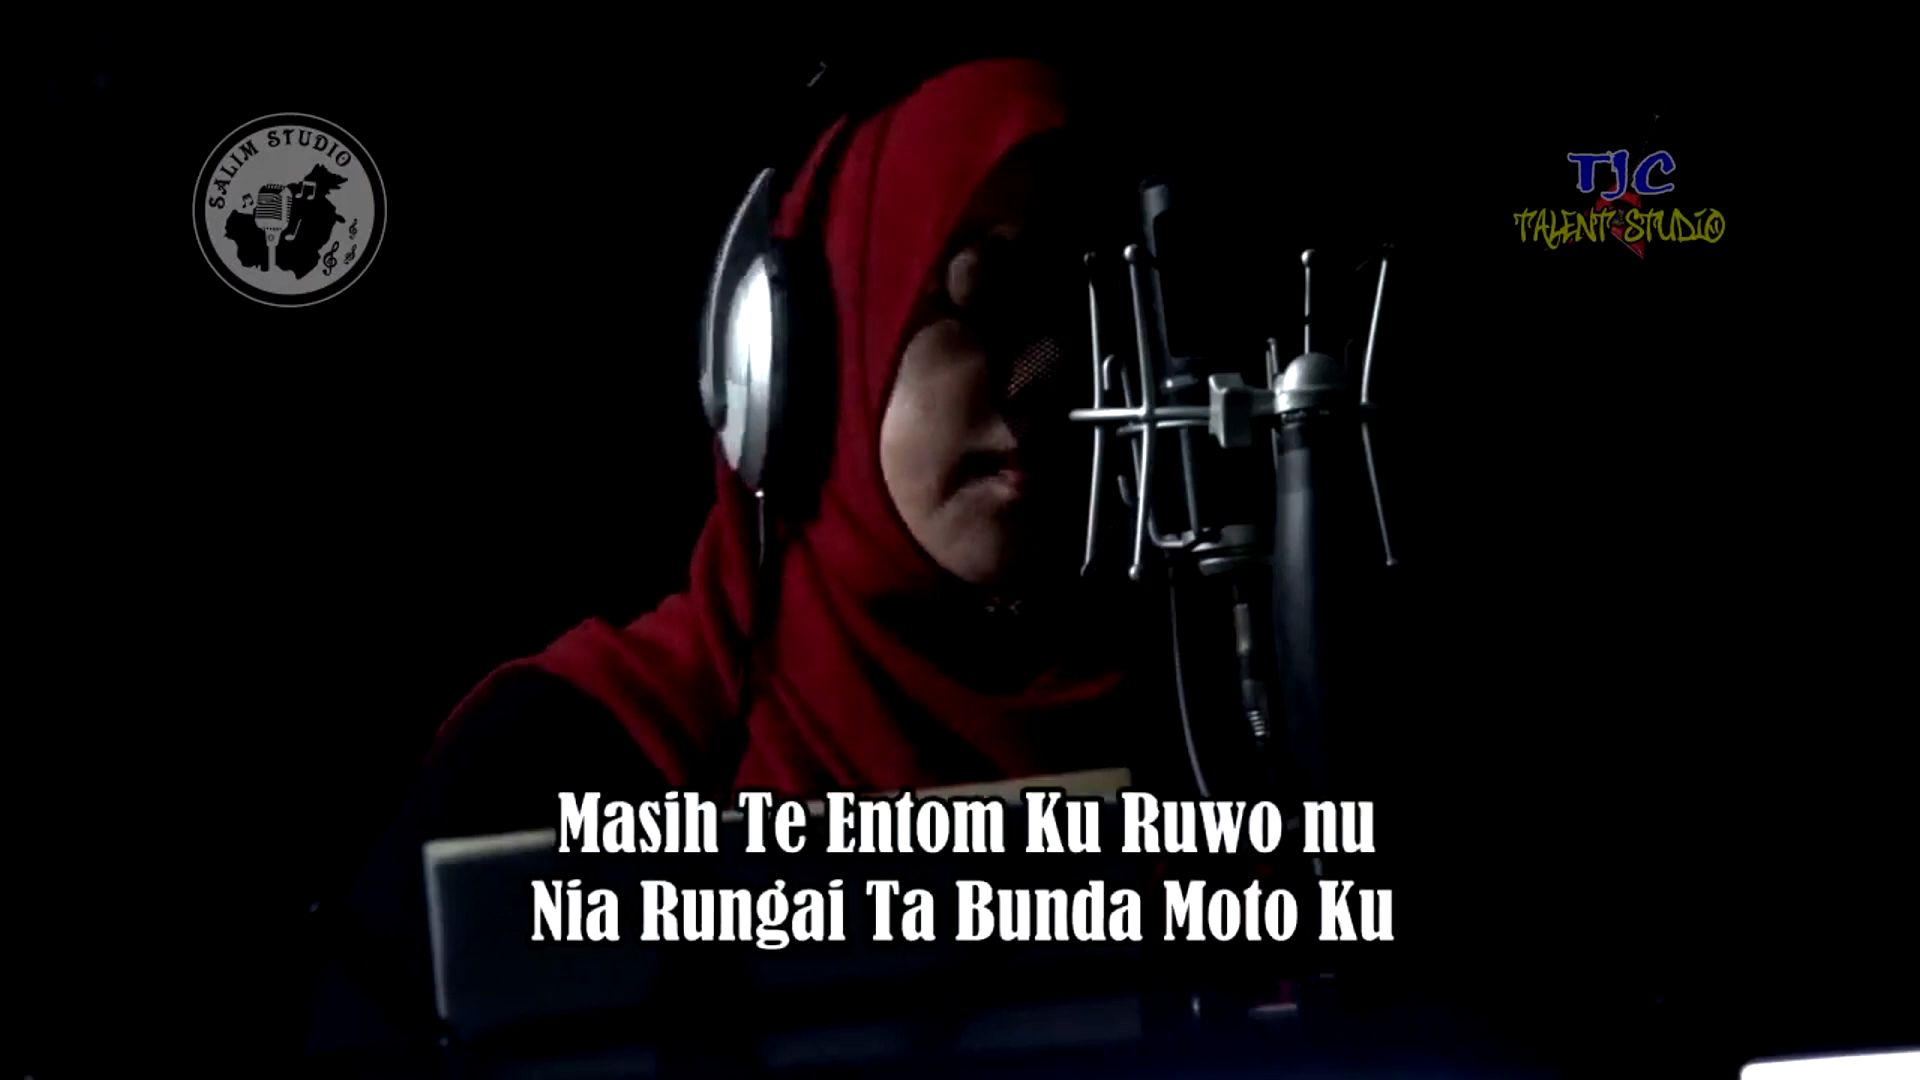 SALIM STUDIO
TJC
TALENT STUDIO
Masih Te Entom Ku Ruwo nu
Nia Rungai Ta Bunda Moto Ku